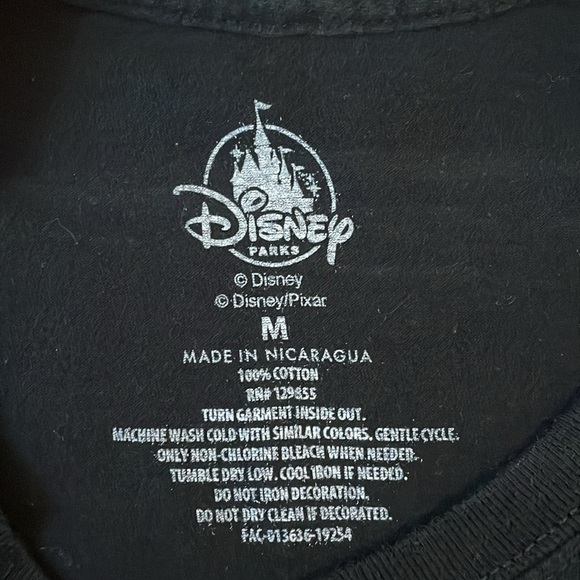 Disney
PARKS
© Disney
© Disney/Pixar
M
MADE IN NICARAGUA
100% COTTON
RN# 129855
TURN GARMENT INSIDE OUT.
MACHINE WASH COLD WITH SIMILAR COLORS. GENTLE CYCLE.
ONLY NON-CHLORINE BLEACH WHEN NEEDED.
TUMBLE DRY LOW. COOL IRON IF NEEDED.
DO NOT IRON DECORATION.
DO NOT DRY CLEAN IF DECORATED.
FAC-013636-19254